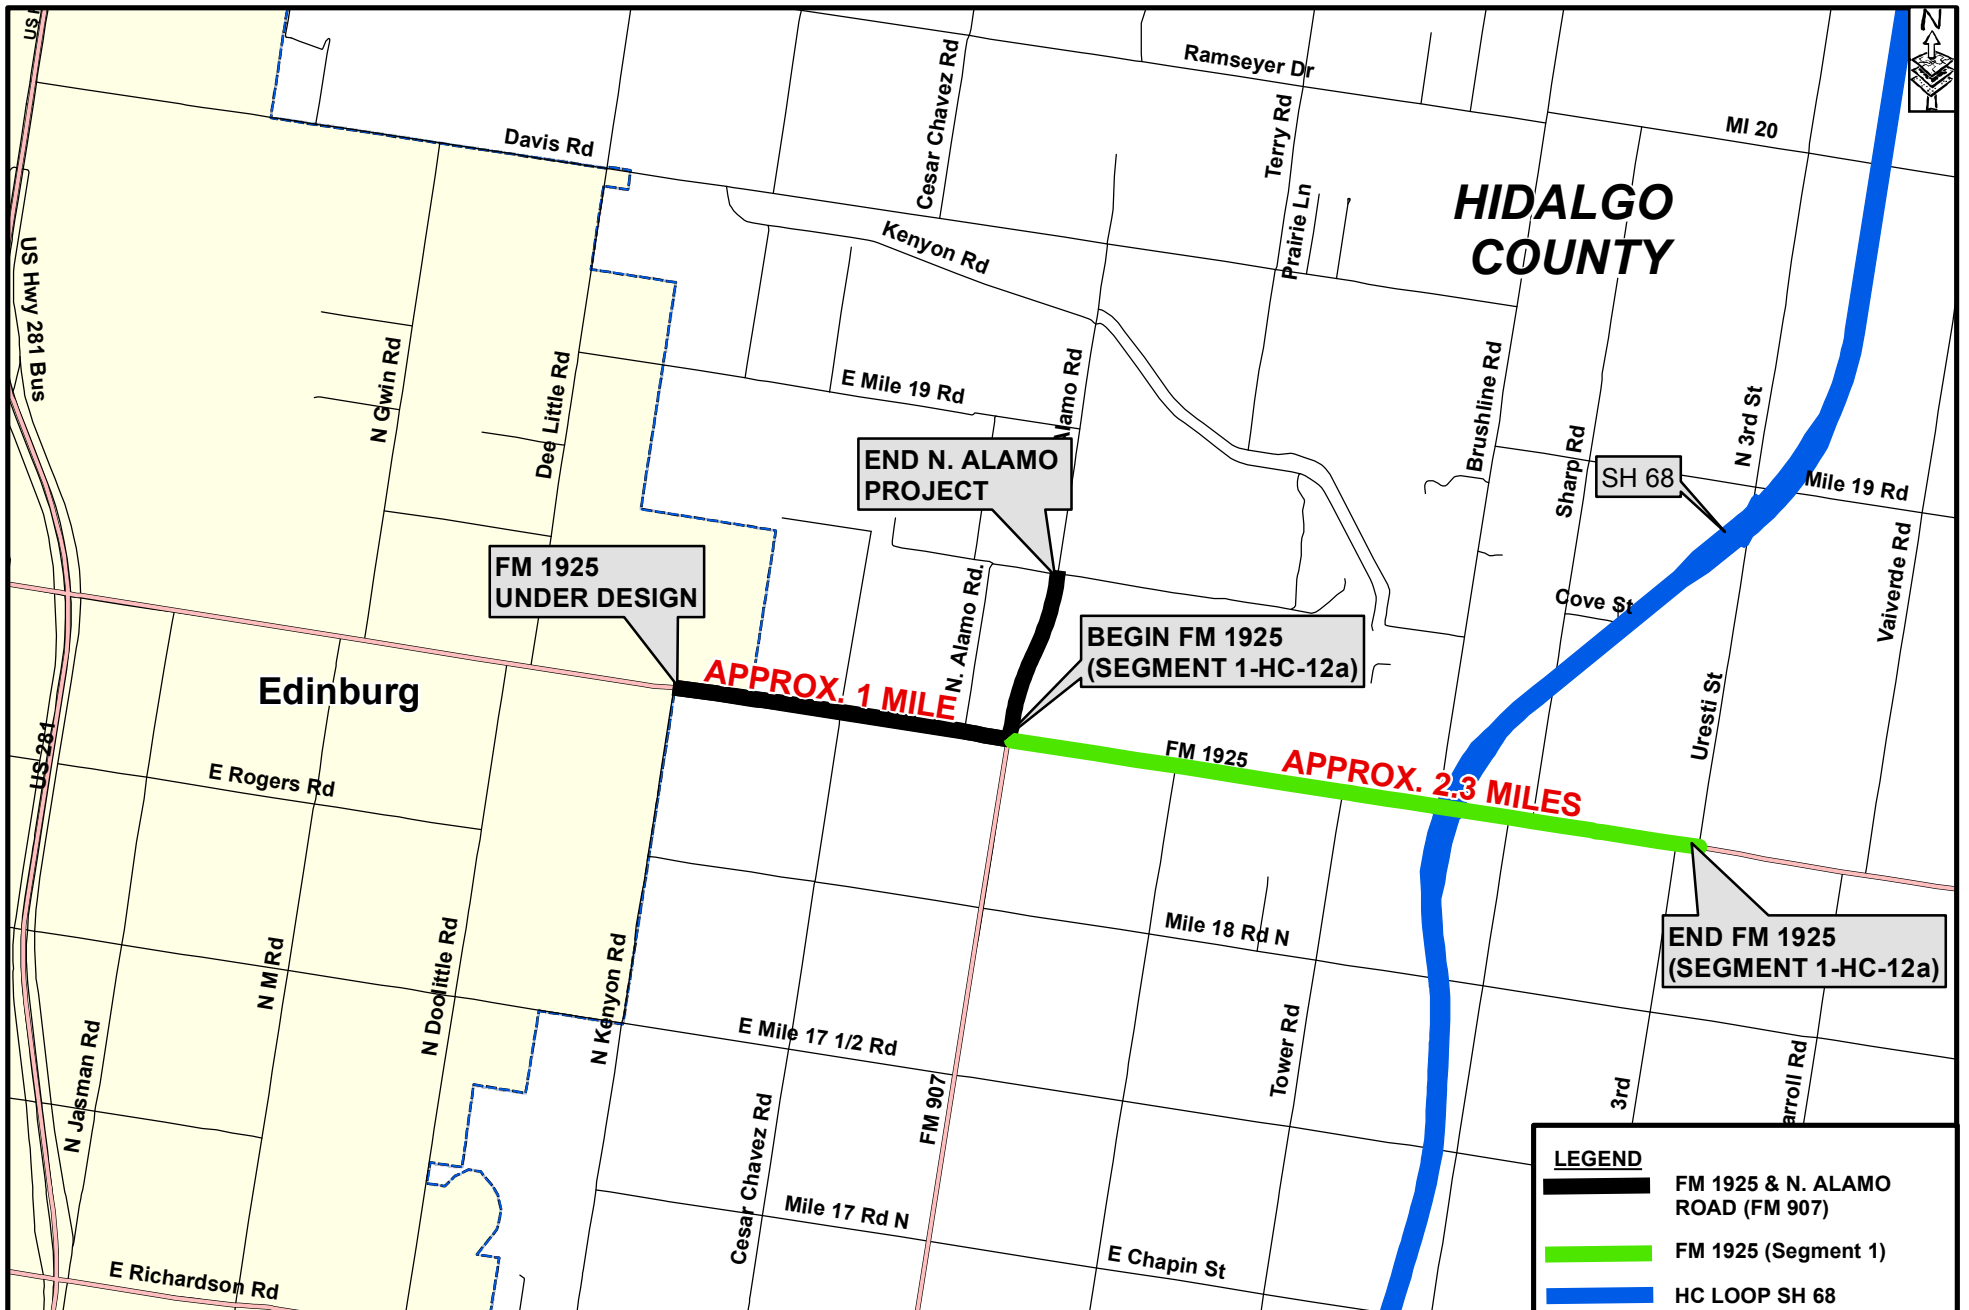 US
N
Ramseyer Dr
MI 20
Davis Rd
Cesar Chavez Rd
Terry Rd
Prairie Ln
HIDALGO
COUNTY
Kenyon Rd
US Hwy 281 Bus
N Gwin Rd
Dee Little Rd
E Mile 19 Rd
Alamo Rd
Brushline Rd
Sharp Rd
N 3rd St
Mile 19 Rd
SH 68
END N. ALAMO
PROJECT
FM 1925
UNDER DESIGN
N. Alamo Rd.
Cove St
Valverde Rd
BEGIN FM 1925
(SEGMENT 1-HC-12a)
APPROX. 1 MILE
Edinburg
Uresti St
FM 1925
APPROX. 2.3 MILES
US 281
E Rogers Rd
Mile 18 Rd N
END FM 1925
(SEGMENT 1-HC-12a)
N M Rd
N Doolittle Rd
N Kenyon Rd
N Jasman Rd
E Mile 17 1/2 Rd
FM 907
Tower Rd
3rd
arroll Rd
Cesar Chavez Rd
Mile 17 Rd N
E Chapin St
E Richardson Rd
LEGEND
FM 1925 & N. ALAMO
ROAD (FM 907)
FM 1925 (Segment 1)
HC LOOP SH 68